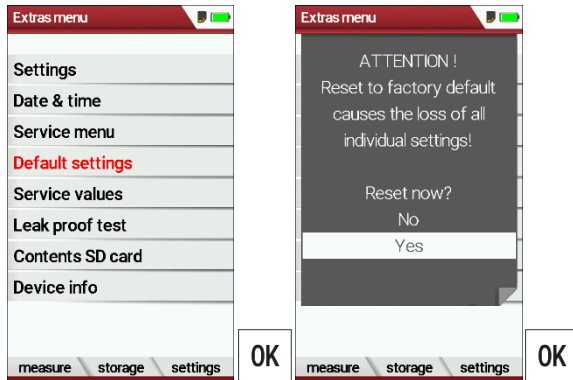 Extras menu
Settings
Date & time
Service menu
Default settings
Service values
Leak proof test
Contents SD card
Device info
measure storage settings
OK
Extras menu
ATTENTION !
Reset to factory default
causes the loss of all
individual settings!
Reset now?
No
Yes
measure storage settings
OK